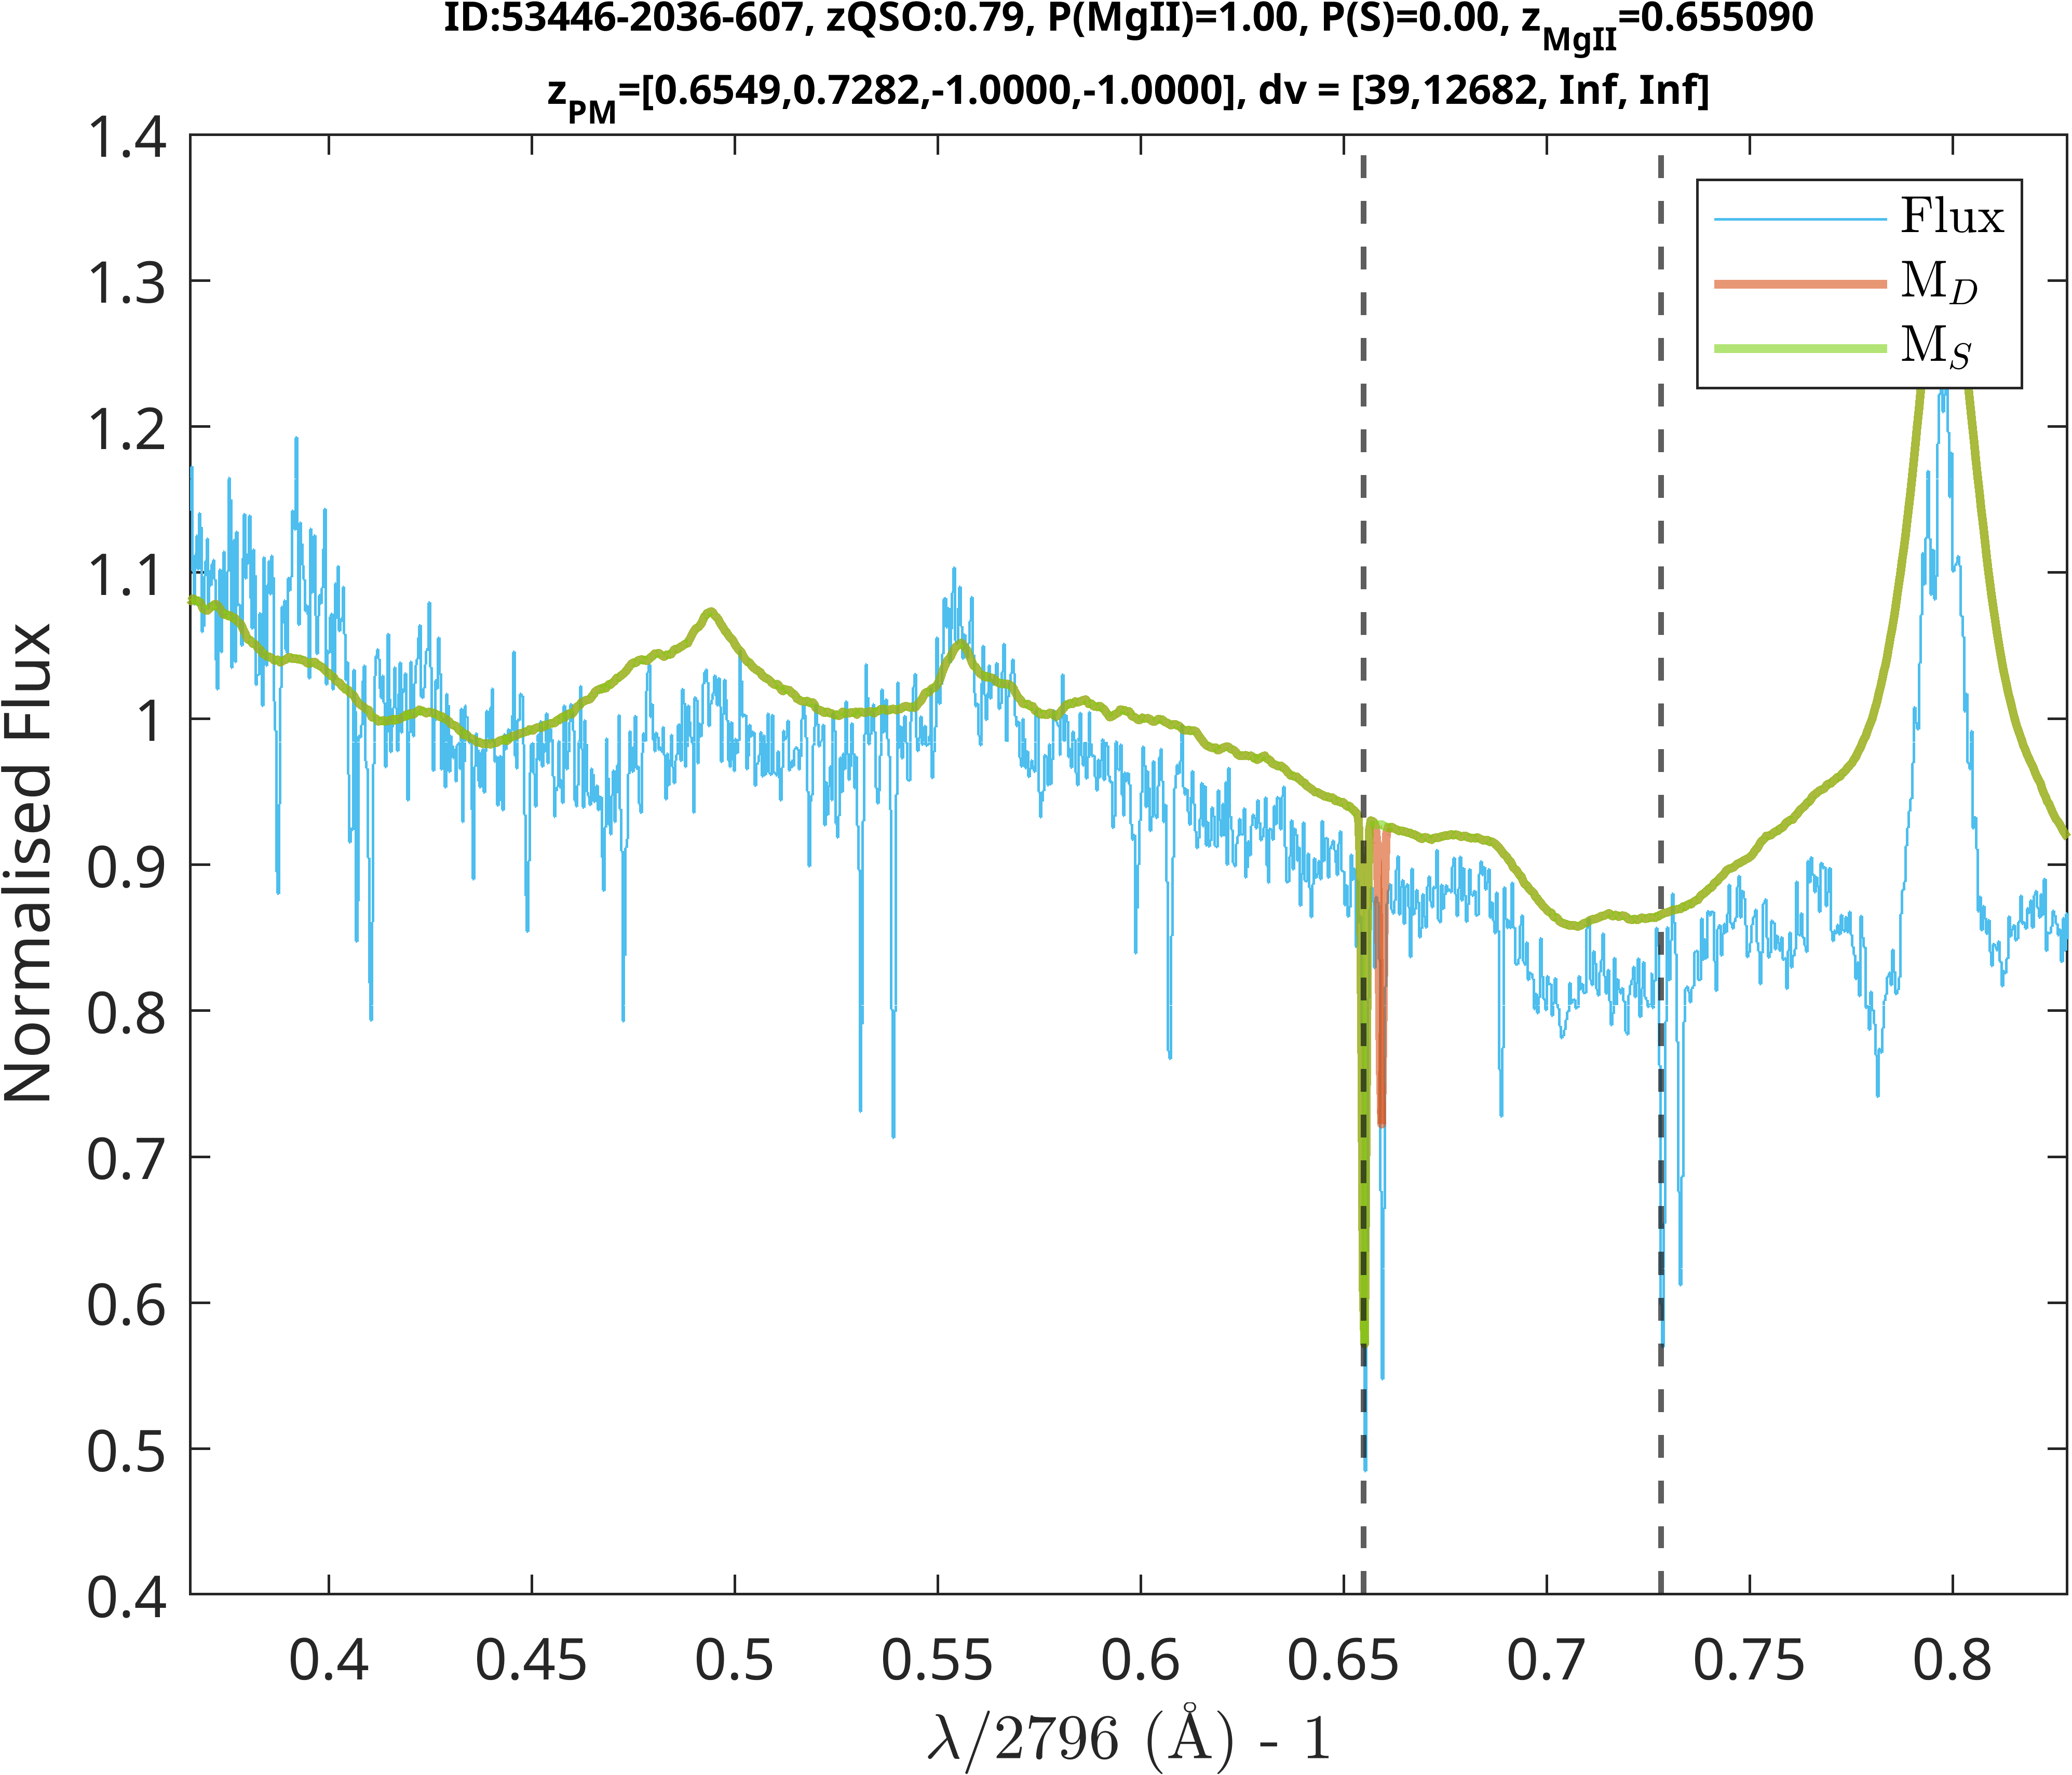 ID:53446-2036-607, zQSO:0.79, P(MgII)=1.00, P(S)=0.00, zMgII=0.655090
zPM=[0.6549,0.7282,-1.0000,-1.0000], dv = [39,12682, Inf, Inf]
1.4
1.3
1.2
1.1
1
0.9
0.8
0.7
0.6
0.5
0.4
Normalised Flux
Flux
MD
MS
0.4 0.45 0.5 0.55 0.6 0.65 0.7 0.75 0.8
λ/2796 (Å) - 1